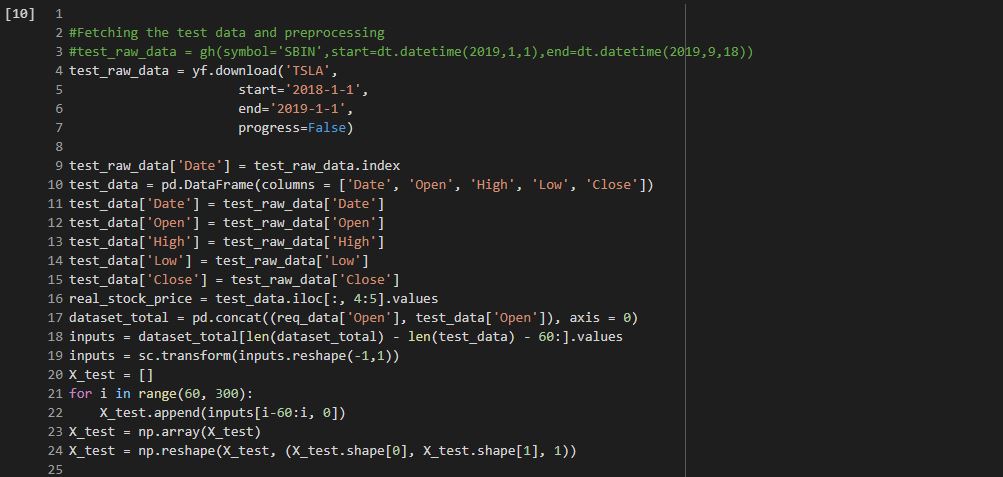 [10] 1
2 #Fetching the test data and preprocessing
3 #test_raw_data = gh(symbol='SBIN',start=dt.datetime(2019,1,1),end=dt.datetime(2019,9,18))
4 test_raw_data = yf.download('TSLA',
5                       start='2018-1-1',
6                       end='2019-1-1',
7                       progress=False)
8
9 test_raw_data['Date'] = test_raw_data.index
10 test_data = pd.DataFrame(columns = ['Date', 'Open', 'High', 'Low', 'Close'])
11 test_data['Date'] = test_raw_data['Date']
12 test_data['Open'] = test_raw_data['Open']
13 test_data['High'] = test_raw_data['High']
14 test_data['Low'] = test_raw_data['Low']
15 test_data['Close'] = test_raw_data['Close']
16 real_stock_price = test_data.iloc[:, 4:5].values
17 dataset_total = pd.concat((req_data['Open'], test_data['Open']), axis = 0)
18 inputs = dataset_total[len(dataset_total) - len(test_data) - 60:].values
19 inputs = sc.transform(inputs.reshape(-1,1))
20 X_test = []
21 for i in range(60, 300):
22     X_test.append(inputs[i-60:i, 0])
23 X_test = np.array(X_test)
24 X_test = np.reshape(X_test, (X_test.shape[0], X_test.shape[1], 1))
25